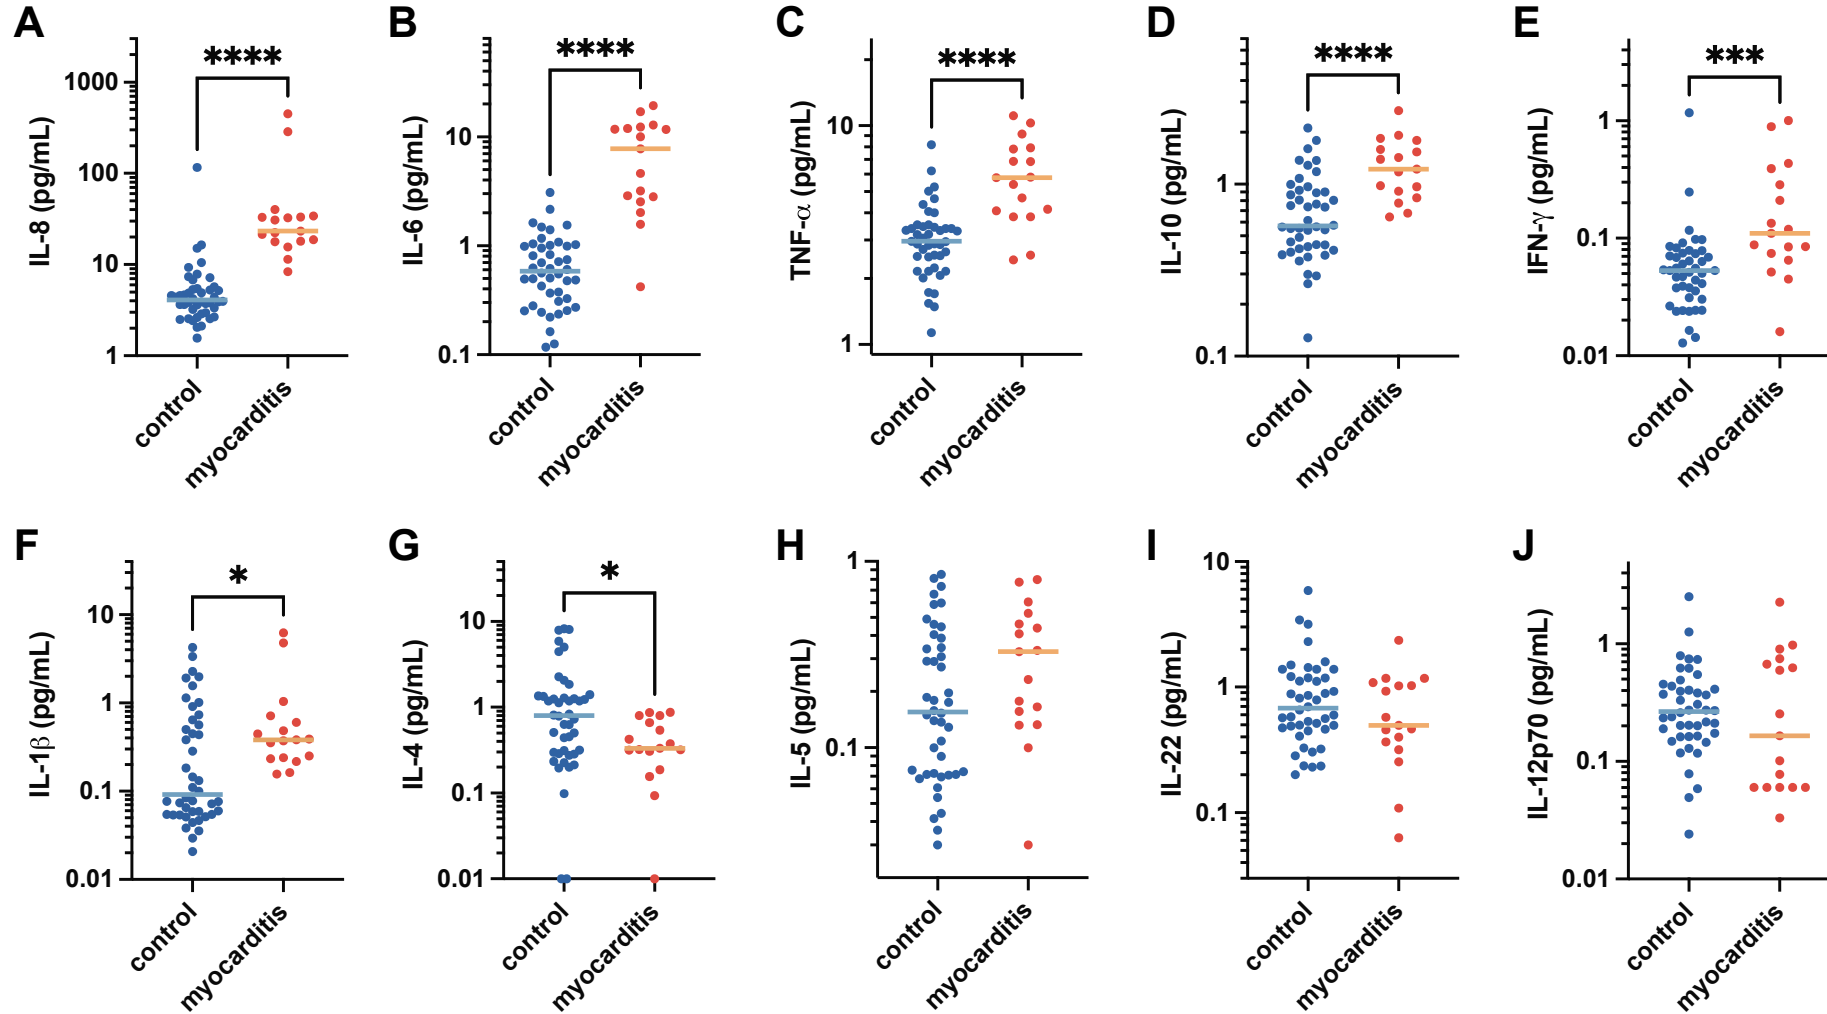 A
IL-8 (pg/mL)
1000
100
10
1
****
control
myocarditis
B
IL-6 (pg/mL)
10
1
0.1
****
control
myocarditis
C
TNF-α (pg/mL)
10
1
****
control
myocarditis
D
IL-10 (pg/mL)
1
0.1
****
control
myocarditis
E
IFN-γ (pg/mL)
1
0.1
0.01
***
control
myocarditis
F
IL-1β (pg/mL)
10
1
0.1
0.01
*
control
myocarditis
G
IL-4 (pg/mL)
10
1
0.1
0.01
*
control
myocarditis
H
IL-5 (pg/mL)
1
0.1
control
myocarditis
I
IL-22 (pg/mL)
10
1
0.1
control
myocarditis
J
IL-12p70 (pg/mL)
1
0.1
0.01
control
myocarditis